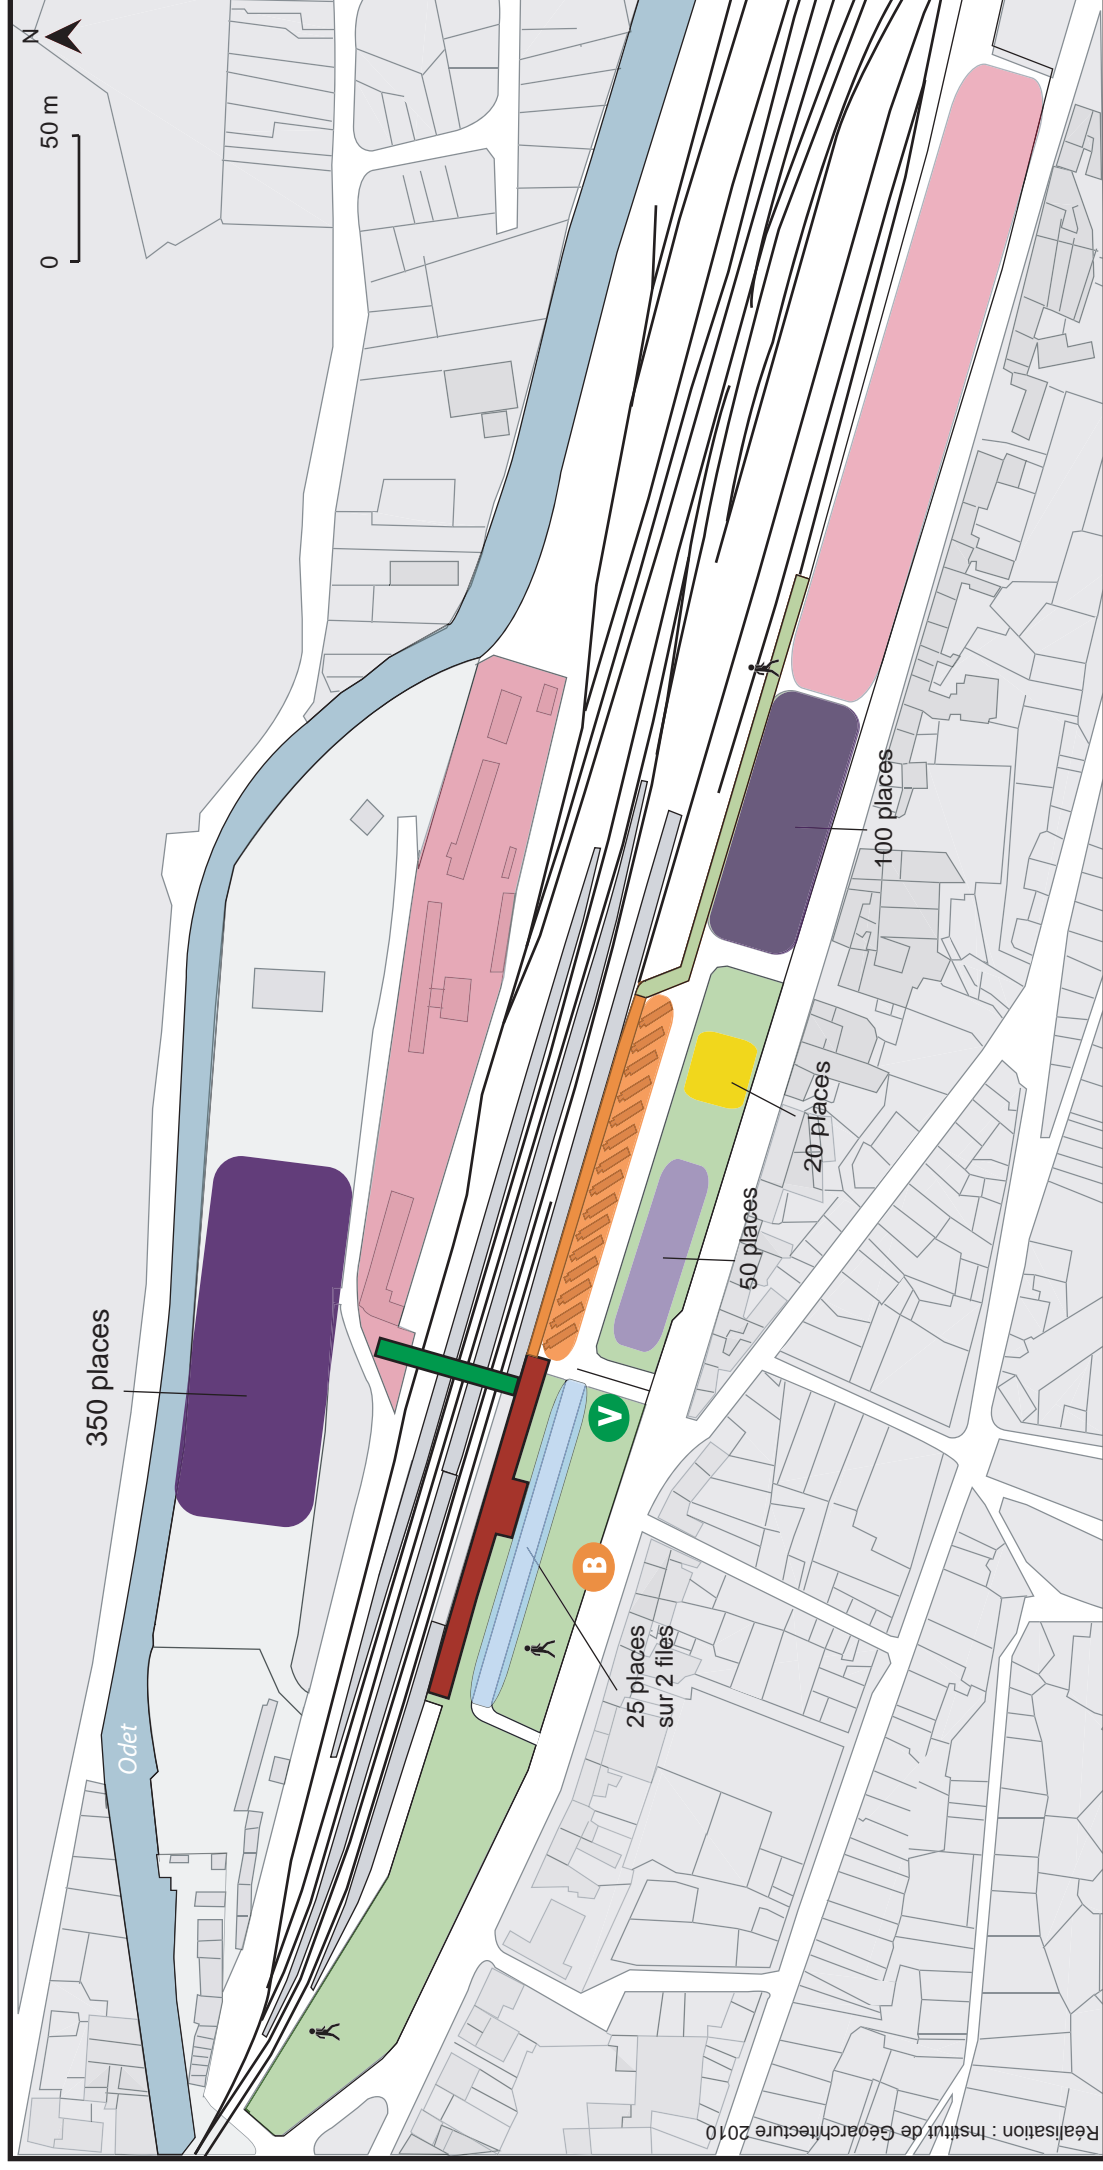 N
0 50 m
350 places
Odet
100 places
20 places
50 places
V
B
25 places
sur 2 files
Réalisation : Institut de Géoarchitecture 2010